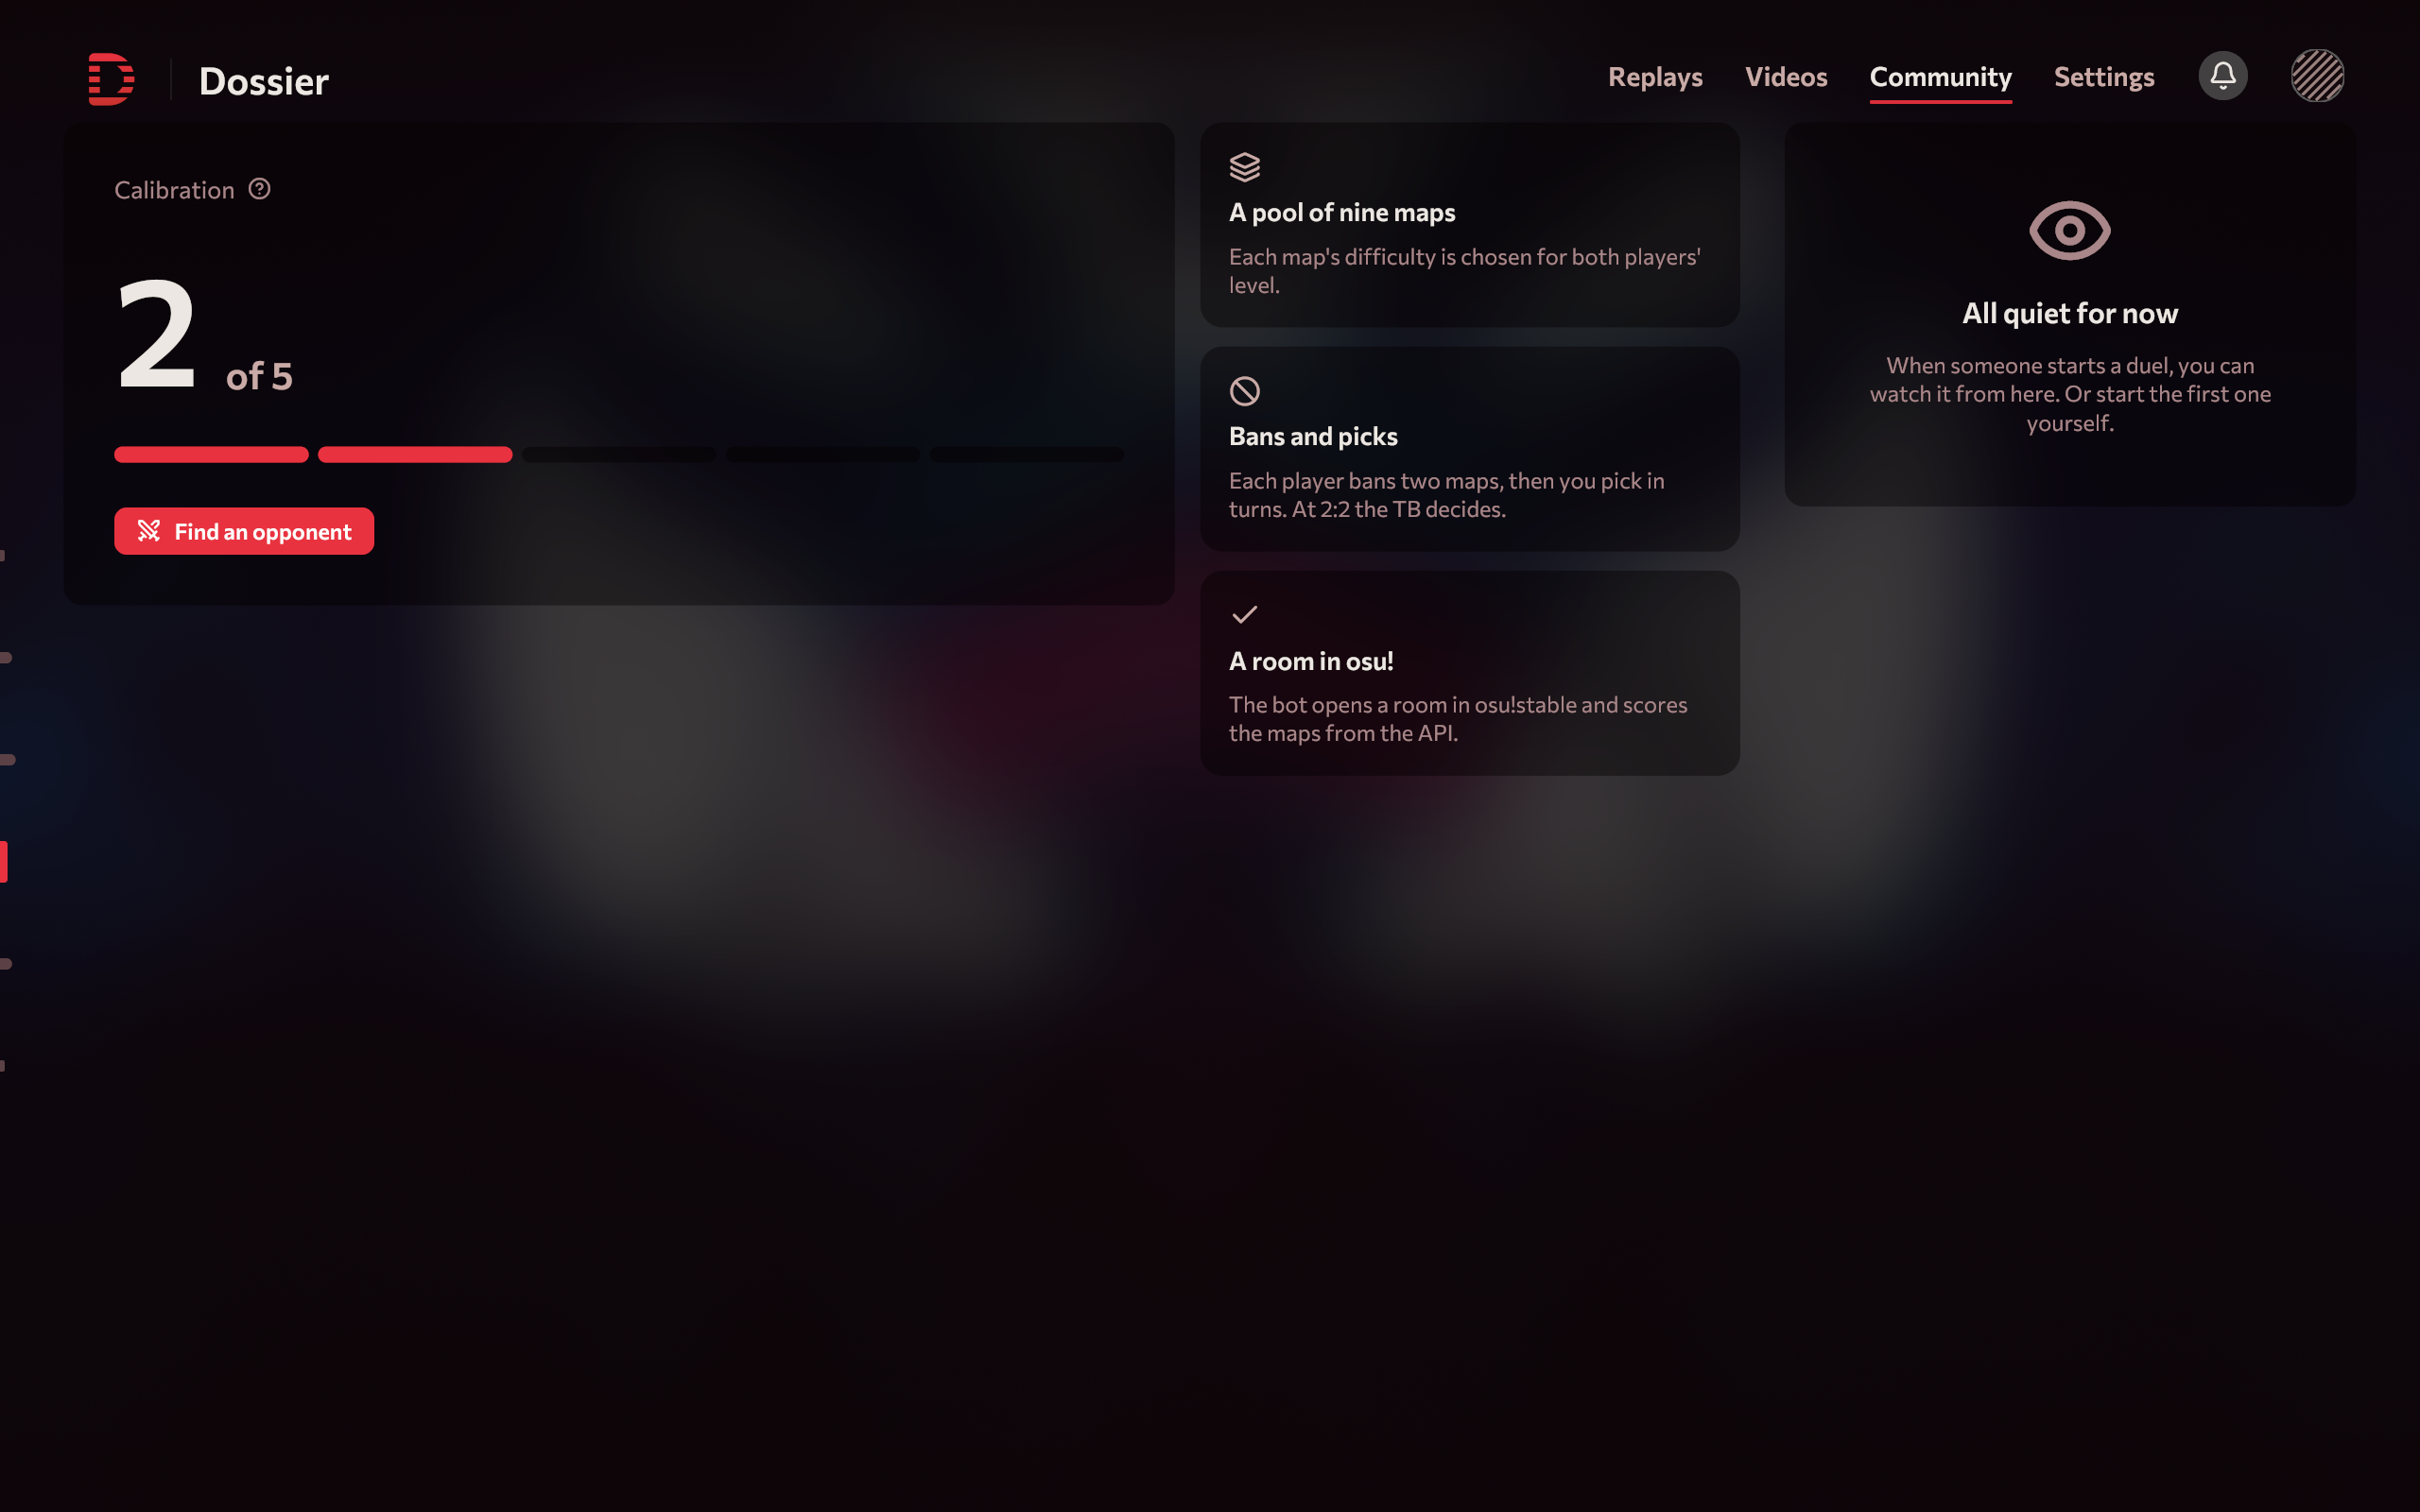 Dossier
Replays
Videos
Community
Settings
Calibration
2 of 5
Find an opponent
A pool of nine maps
Each map's difficulty is chosen for both players'
level.
Bans and picks
Each player bans two maps, then you pick in
turns. At 2:2 the TB decides.
A room in osu!
The bot opens a room in osu!stable and scores
the maps from the API.
All quiet for now
When someone starts a duel, you can
watch it from here. Or start the first one
yourself.